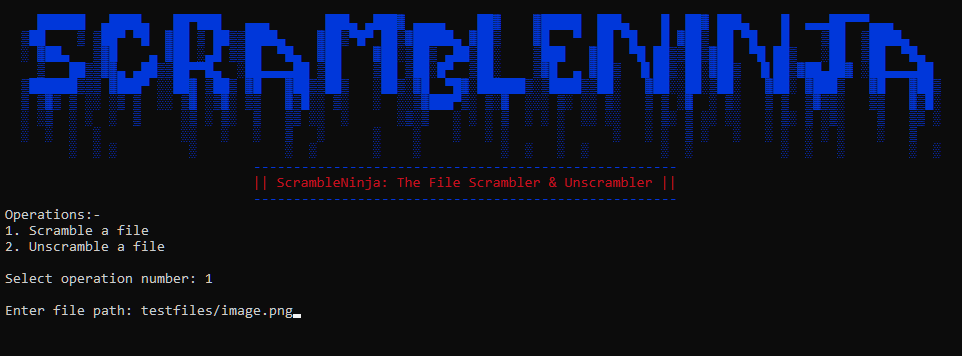 SCRAMBLENINJA
|| ScrambleNinja: The File Scrambler & Unscrambler ||
Operations:-
1. Scramble a file
2. Unscramble a file
Select operation number: 1
Enter file path: testfiles/image.png